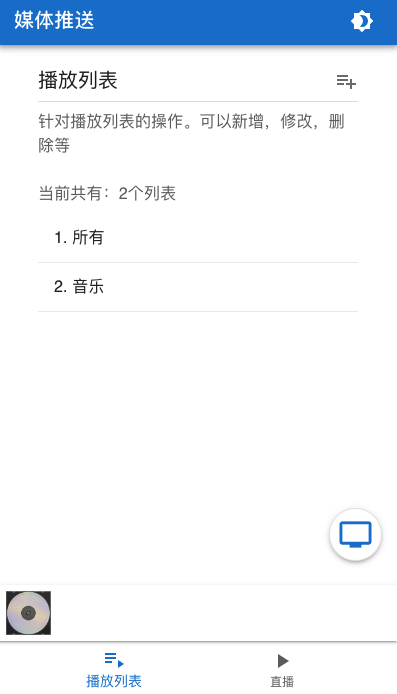 媒体推送
播放列表
针对播放列表的操作。可以新增，修改，删
除等
当前共有：2个列表
1. 所有
2. 音乐
播放列表
直播